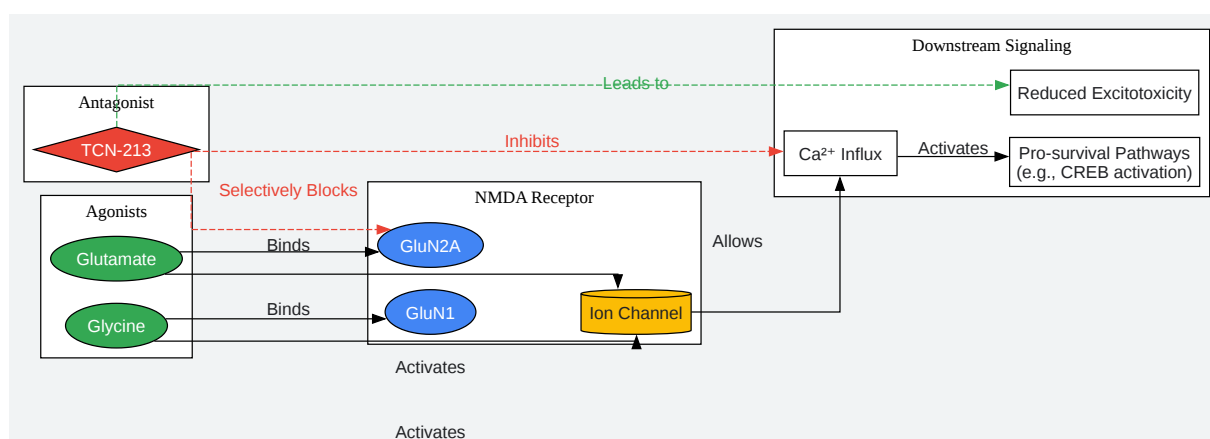 Downstream Signaling
Leads to
Reduced Excitotoxicity
Antagonist
TCN-213
Inhibits
Ca²⁺ Influx
Activates
Pro-survival Pathways
(e.g., CREB activation)
Selectively Blocks
NMDA Receptor
Agonists
Glutamate
Binds
GluN2A
Allows
Glycine
Binds
GluN1
Ion Channel
Activates
Activates